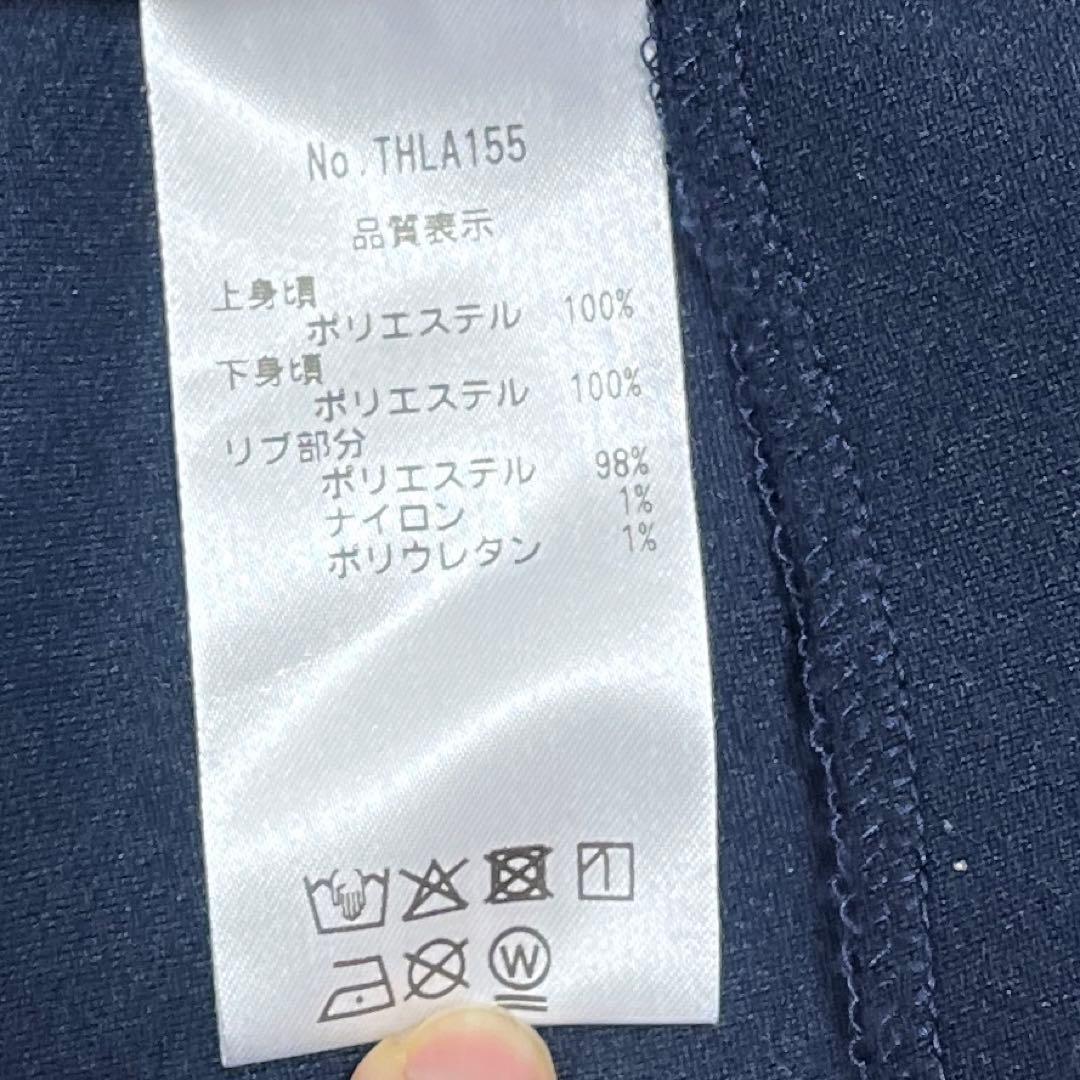 No.THLA155
品質表示
上身頃
ポリエステル 100%
下身頃
ポリエステル 100%
リブ部分
ポリエステル 98%
ナイロン 1%
ポリウレタン 1%
W